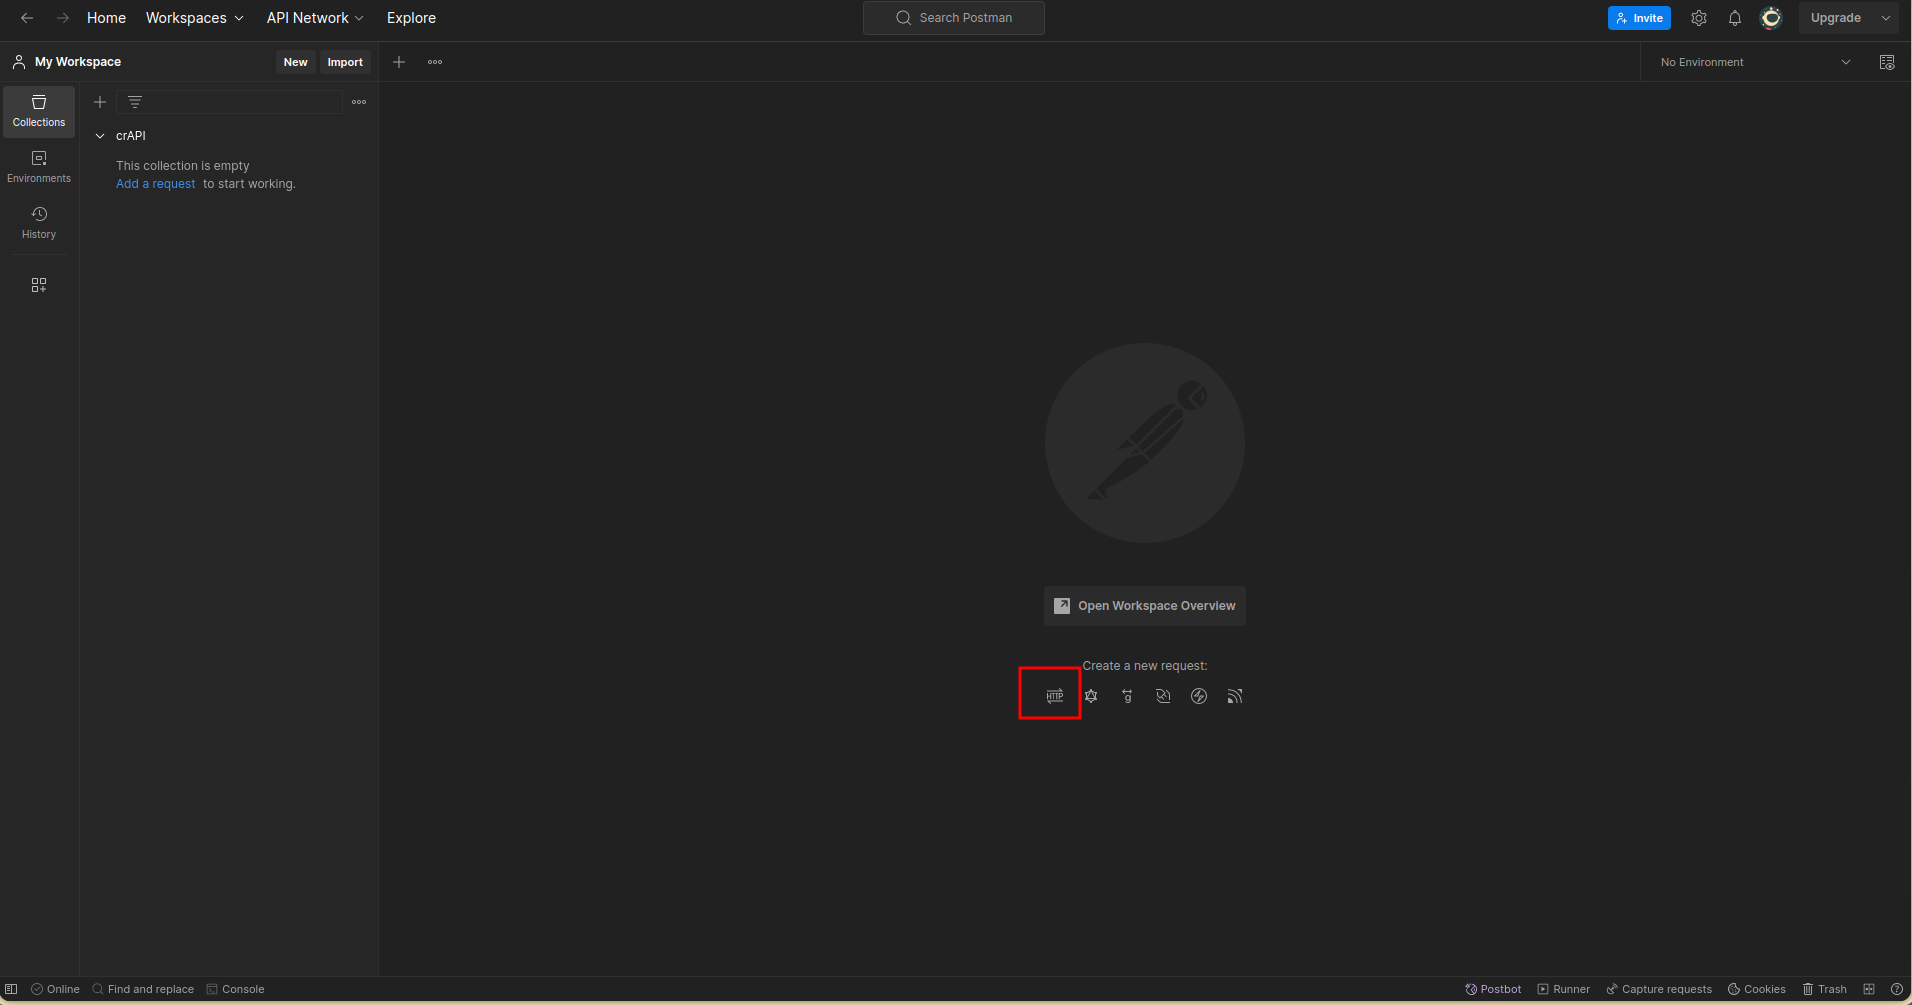 Home Workspaces API Network Explore Search Postman Invite Upgrade
My Workspace New Import No Environment
Collections
crAPI
This collection is empty
Add a request to start working.
Environments
History
Open Workspace Overview
Create a new request:
HTTP
g
Online Find and replace Console Postbot Runner Capture requests Cookies Trash